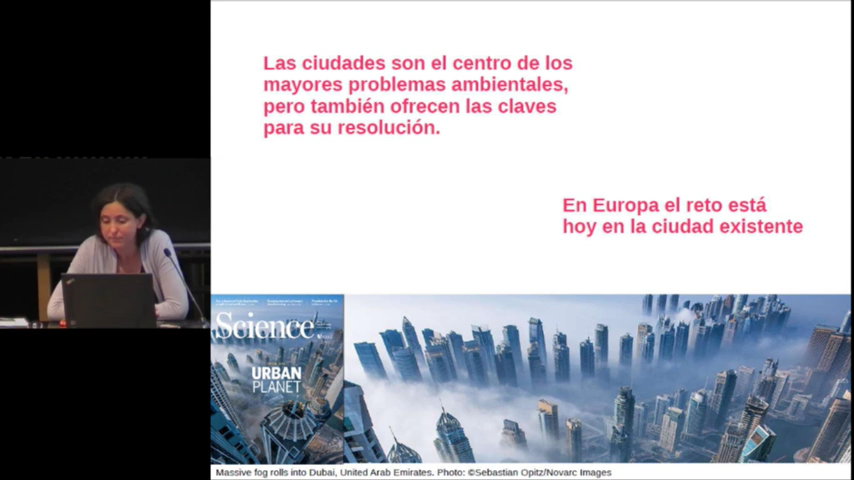 Las ciudades son el centro de los
mayores problemas ambientales,
pero también ofrecen las claves
para su resolución.
En Europa el reto está
hoy en la ciudad existente
Science
URBAN
PLANET
Massive fog rolls into Dubai, United Arab Emirates. Photo: ©Sebastian Opitz/Novarc Images